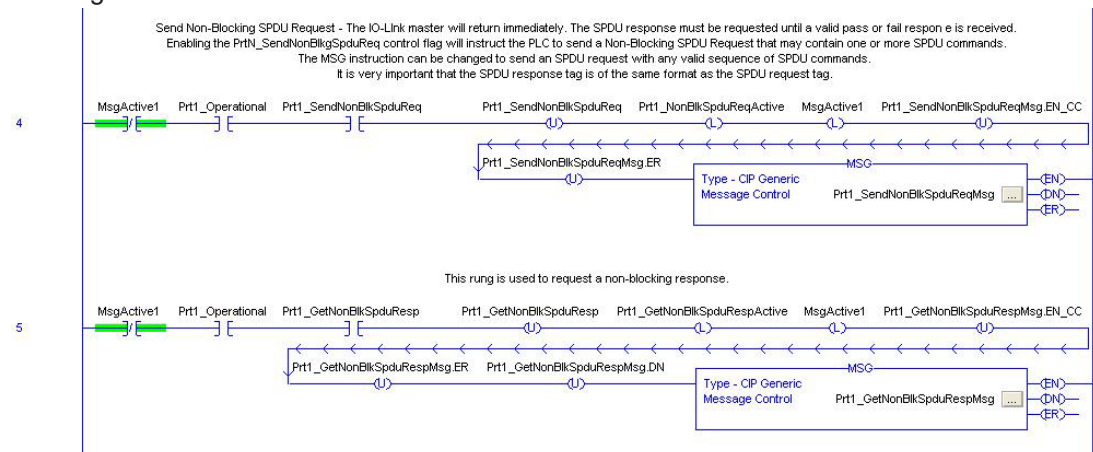 Send Non-Blocking SPDU Request - The IO-Link master will return immediately. The SPDU response must be requested until a valid pass or fail respon e is received.
Enabling the PrtN_SendNonBlkgSpduReq control flag will instruct the PLC to send a Non-Blocking SPDU Request that may contain one or more SPDU commands.
The MSG instruction can be changed to send an SPDU request with any valid sequence of SPDU commands.
It is very important that the SPDU response tag is of the same format as the SPDU request tag.
MsgActive1 Prt1_Operational Prt1_SendNonBlkSpduReq Prt1_SendNonBlkSpduReq Prt1_NonBlkSpduReqActive MsgActive1 Prt1_SendNonBlkSpduReqMsg.EN_CC
4 U L L U
Prt1_SendNonBlkSpduReqMsg.ER MSG
U Type - CIP Generic EN
Message Control Prt1_SendNonBlkSpduReqMsg ... DN
ER
This rung is used to request a non-blocking response.
MsgActive1 Prt1_Operational Prt1_GetNonBlkSpduResp Prt1_GetNonBlkSpduResp Prt1_GetNonBlkSpduRespActive MsgActive1 Prt1_GetNonBlkSpduRespMsg.EN_CC
5 U L L U
Prt1_GetNonBlkSpduRespMsg.ER Prt1_GetNonBlkSpduRespMsg.DN MSG
U U Type - CIP Generic EN
Message Control Prt1_GetNonBlkSpduRespMsg ... DN
ER